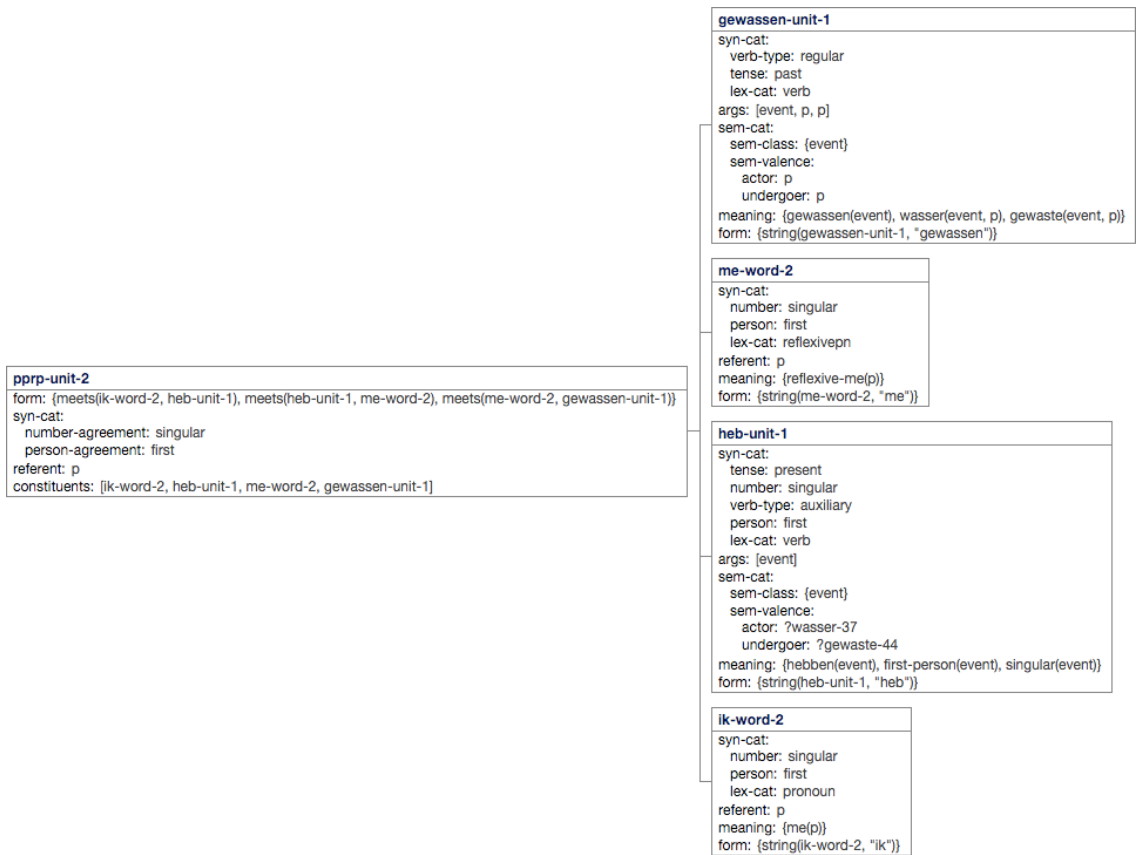 gewassen-unit-1
syn-cat:
verb-type: regular
tense: past
lex-cat: verb
args: [event, p, p]
sem-cat:
sem-class: {event}
sem-valence:
actor: p
undergoer: p
meaning: {gewassen(event), wasser(event, p), gewaste(event, p)}
form: {string(gewassen-unit-1, "gewassen")}
me-word-2
syn-cat:
number: singular
person: first
lex-cat: reflexivepn
referent: p
meaning: {reflexive-me(p)}
form: {string(me-word-2, "me")}
pprp-unit-2
form: {meets(ik-word-2, heb-unit-1), meets(heb-unit-1, me-word-2), meets(me-word-2, gewassen-unit-1)}
syn-cat:
number-agreement: singular
person-agreement: first
referent: p
constituents: [ik-word-2, heb-unit-1, me-word-2, gewassen-unit-1]
heb-unit-1
syn-cat:
tense: present
number: singular
verb-type: auxiliary
person: first
lex-cat: verb
args: [event]
sem-cat:
sem-class: {event}
sem-valence:
actor: ?wasser-37
undergoer: ?gewaste-44
meaning: {hebben(event), first-person(event), singular(event)}
form: {string(heb-unit-1, "heb")}
ik-word-2
syn-cat:
number: singular
person: first
lex-cat: pronoun
referent: p
meaning: {me(p)}
form: {string(ik-word-2, "ik")}